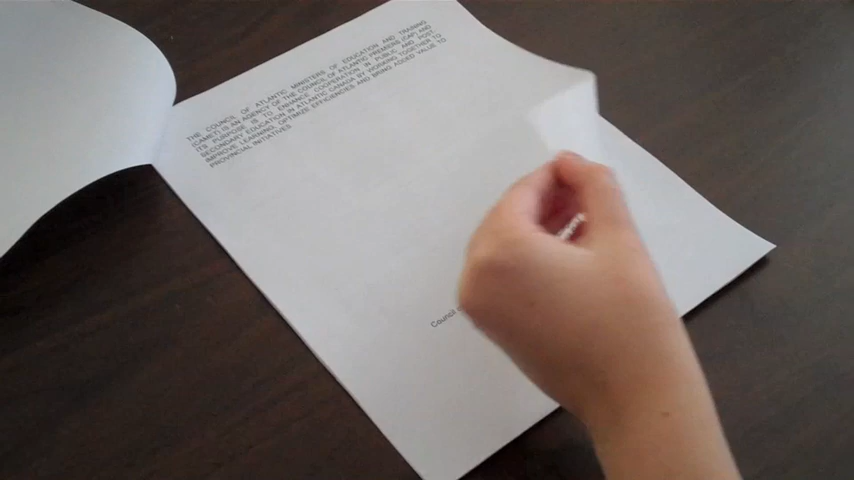 THE COUNCIL OF ATLANTIC MINISTERS OF EDUCATION AND TRAINING
(CAMET) IS AN AGENCY OF THE COUNCIL OF ATLANTIC PREMIERS (CAP) AND
ITS PURPOSE IS TO ENHANCE COOPERATION IN PUBLIC AND POST
SECONDARY EDUCATION IN ATLANTIC CANADA BY WORKING TOGETHER TO
IMPROVE LEARNING, OPTIMIZE EFFICIENCIES AND BRING ADDED VALUE TO
PROVINCIAL INITIATIVES
Council